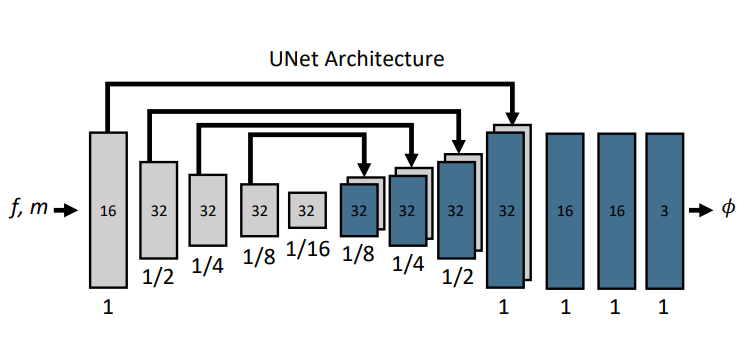 UNet Architecture
f, m
16 32 32 32 32 32 32 32 32 16 16 3
ϕ
1 1/2 1/4 1/8 1/16 1/8 1/4 1/2 1 1 1 1